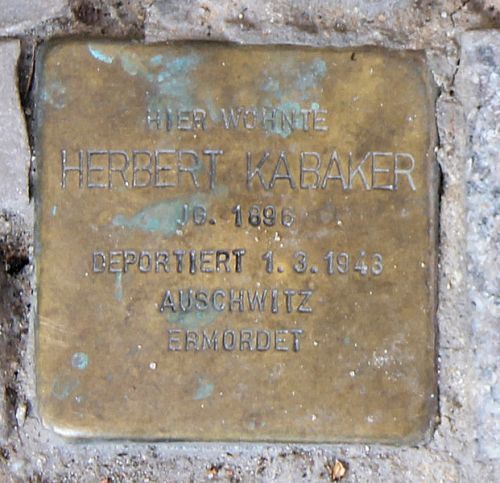 HIER WOHNTE
HERBERT KABAKER
JG. 1896
DEPORTIERT 1.3.1943
AUSCHWITZ
ERMORDET